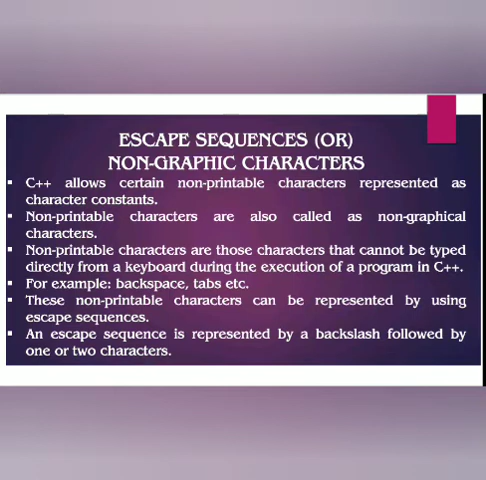 ESCAPE SEQUENCES (OR)
NON-GRAPHIC CHARACTERS
▪ C++ allows certain non-printable characters represented as
character constants.
▪ Non-printable characters are also called as non-graphical
characters.
▪ Non-printable characters are those characters that cannot be typed
directly from a keyboard during the execution of a program in C++.
▪ For example: backspace, tabs etc.
▪ These non-printable characters can be represented by using
escape sequences.
▪ An escape sequence is represented by a backslash followed by
one or two characters.